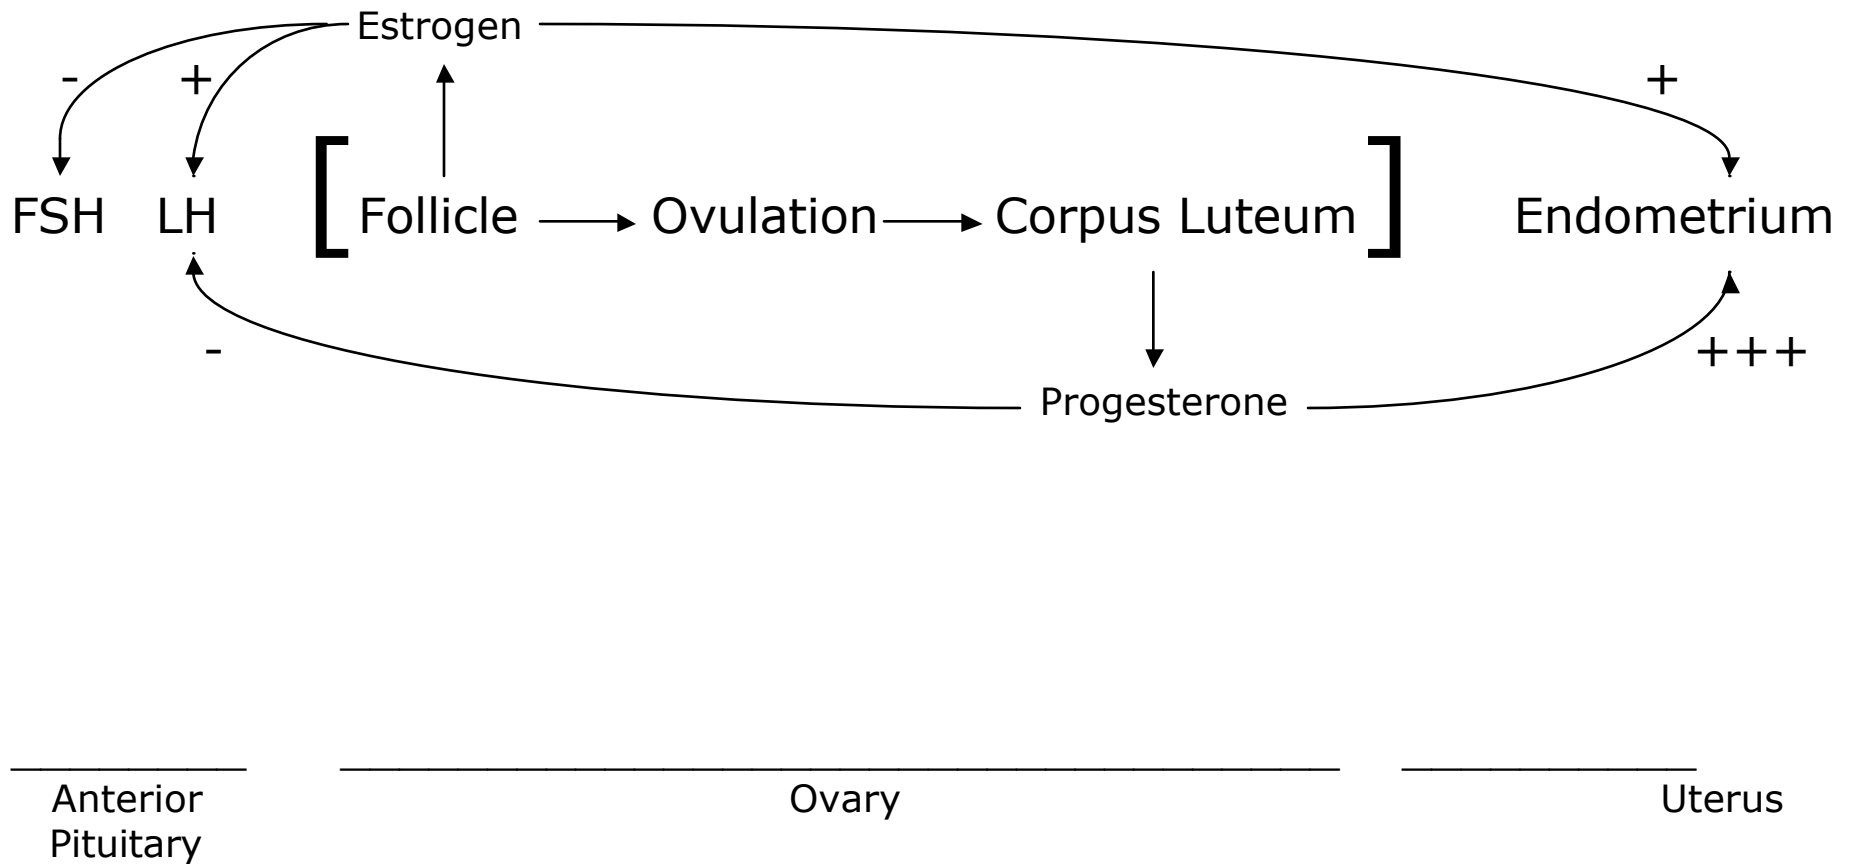 Estrogen
- + +
FSH LH [ Follicle Ovulation Corpus Luteum ] Endometrium
- +++
Progesterone
Anterior
Pituitary
Ovary
Uterus